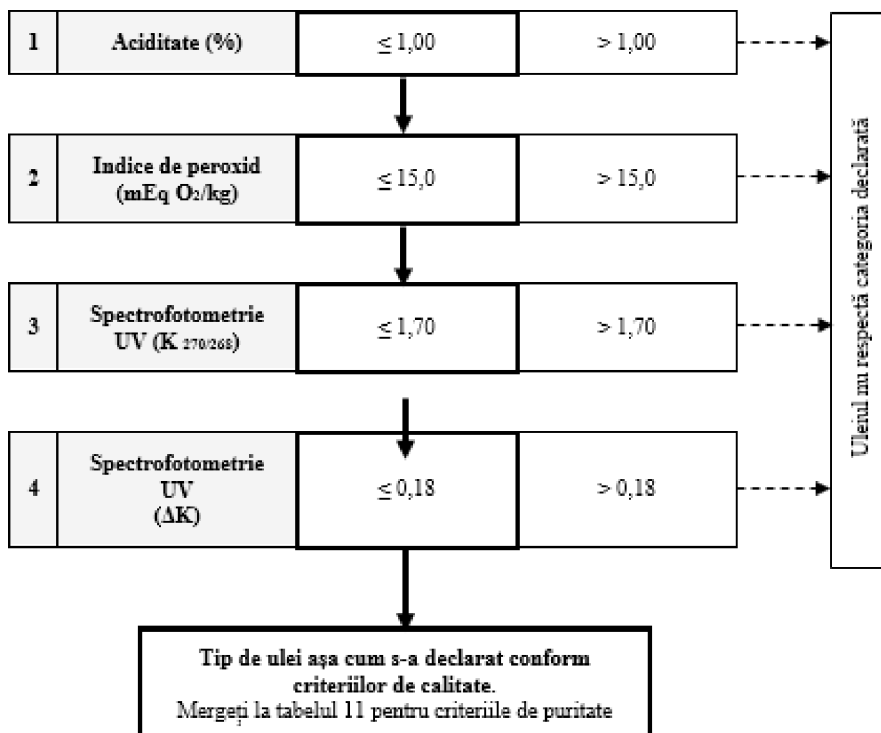 1 Aciditate (%) ≤ 1,00 > 1,00
2 Indice de peroxid
(mEq O2/kg) ≤ 15,0 > 15,0
3 Spectrofotometrie
UV (K 270/268) ≤ 1,70 > 1,70
4 Spectrofotometrie
UV
(ΔK) ≤ 0,18 > 0,18
Uleiul nu respectă categoria declarată
Tip de ulei așa cum s-a declarat conform
criteriilor de calitate.
Mergeți la tabelul 11 pentru criteriile de puritate